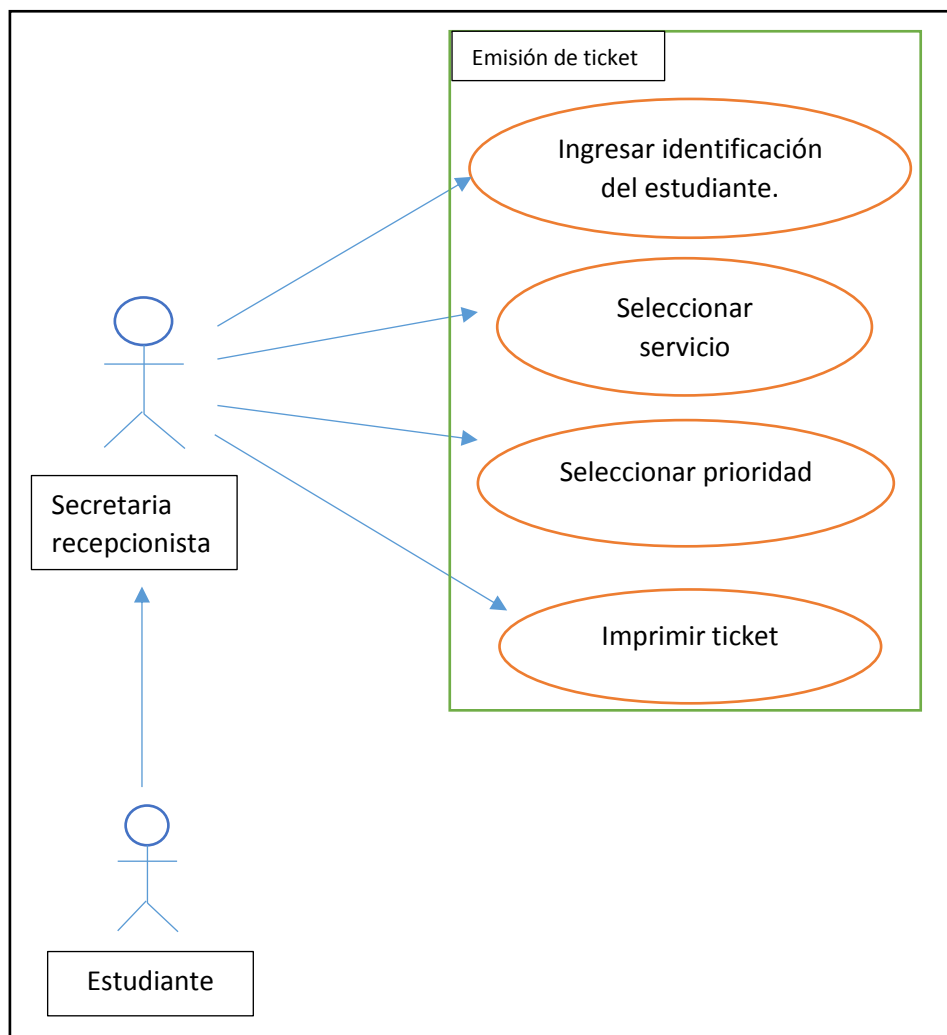 Emisión de ticket
Ingresar identificación
del estudiante.
Seleccionar
servicio
Seleccionar prioridad
Imprimir ticket
Secretaria
recepcionista
Estudiante